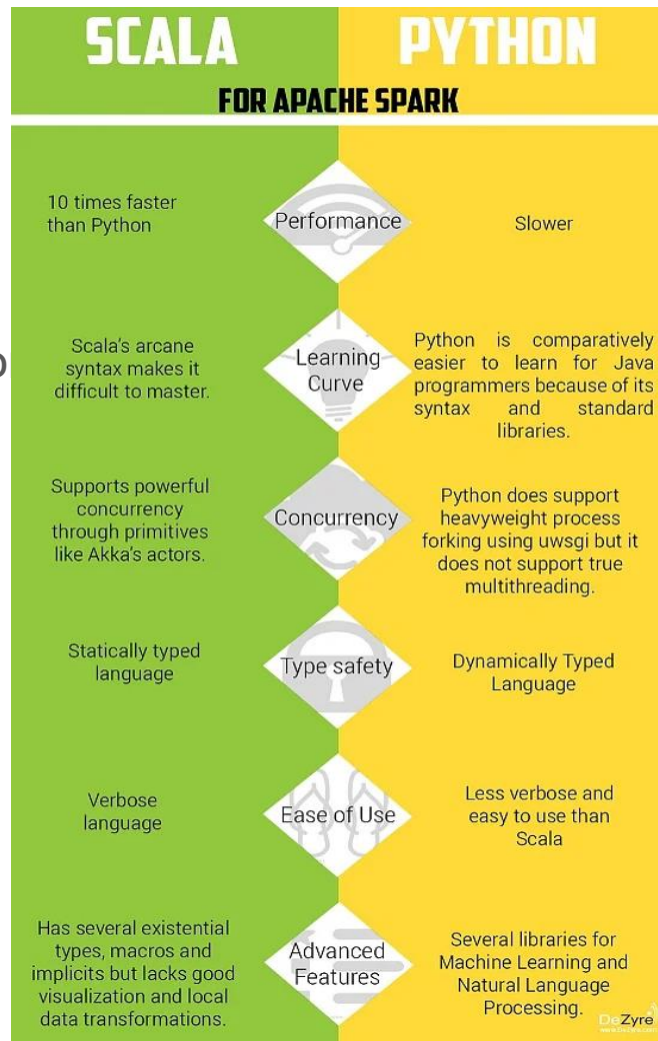 SCALA
PYTHON
FOR APACHE SPARK
10 times faster
than Python
Performance
Slower
Scala's arcane
syntax makes it
difficult to master.
Learning
Curve
Python is comparatively
easier to learn for Java
programmers because of its
syntax and standard
libraries.
Supports powerful
concurrency
through primitives
like Akka's actors.
Concurrency
Python does support
heavyweight process
forking using uwsgi but it
does not support true
multithreading.
Statically typed
language
Type safety
Dynamically Typed
Language
Verbose
language
Ease of Use
Less verbose and
easy to use than
Scala
Has several existential
types, macros and
implicits but lacks good
visualization and local
data transformations.
Advanced
Features
Several libraries for
Machine Learning and
Natural Language
Processing.
DeZyre
www.DeZyre.com